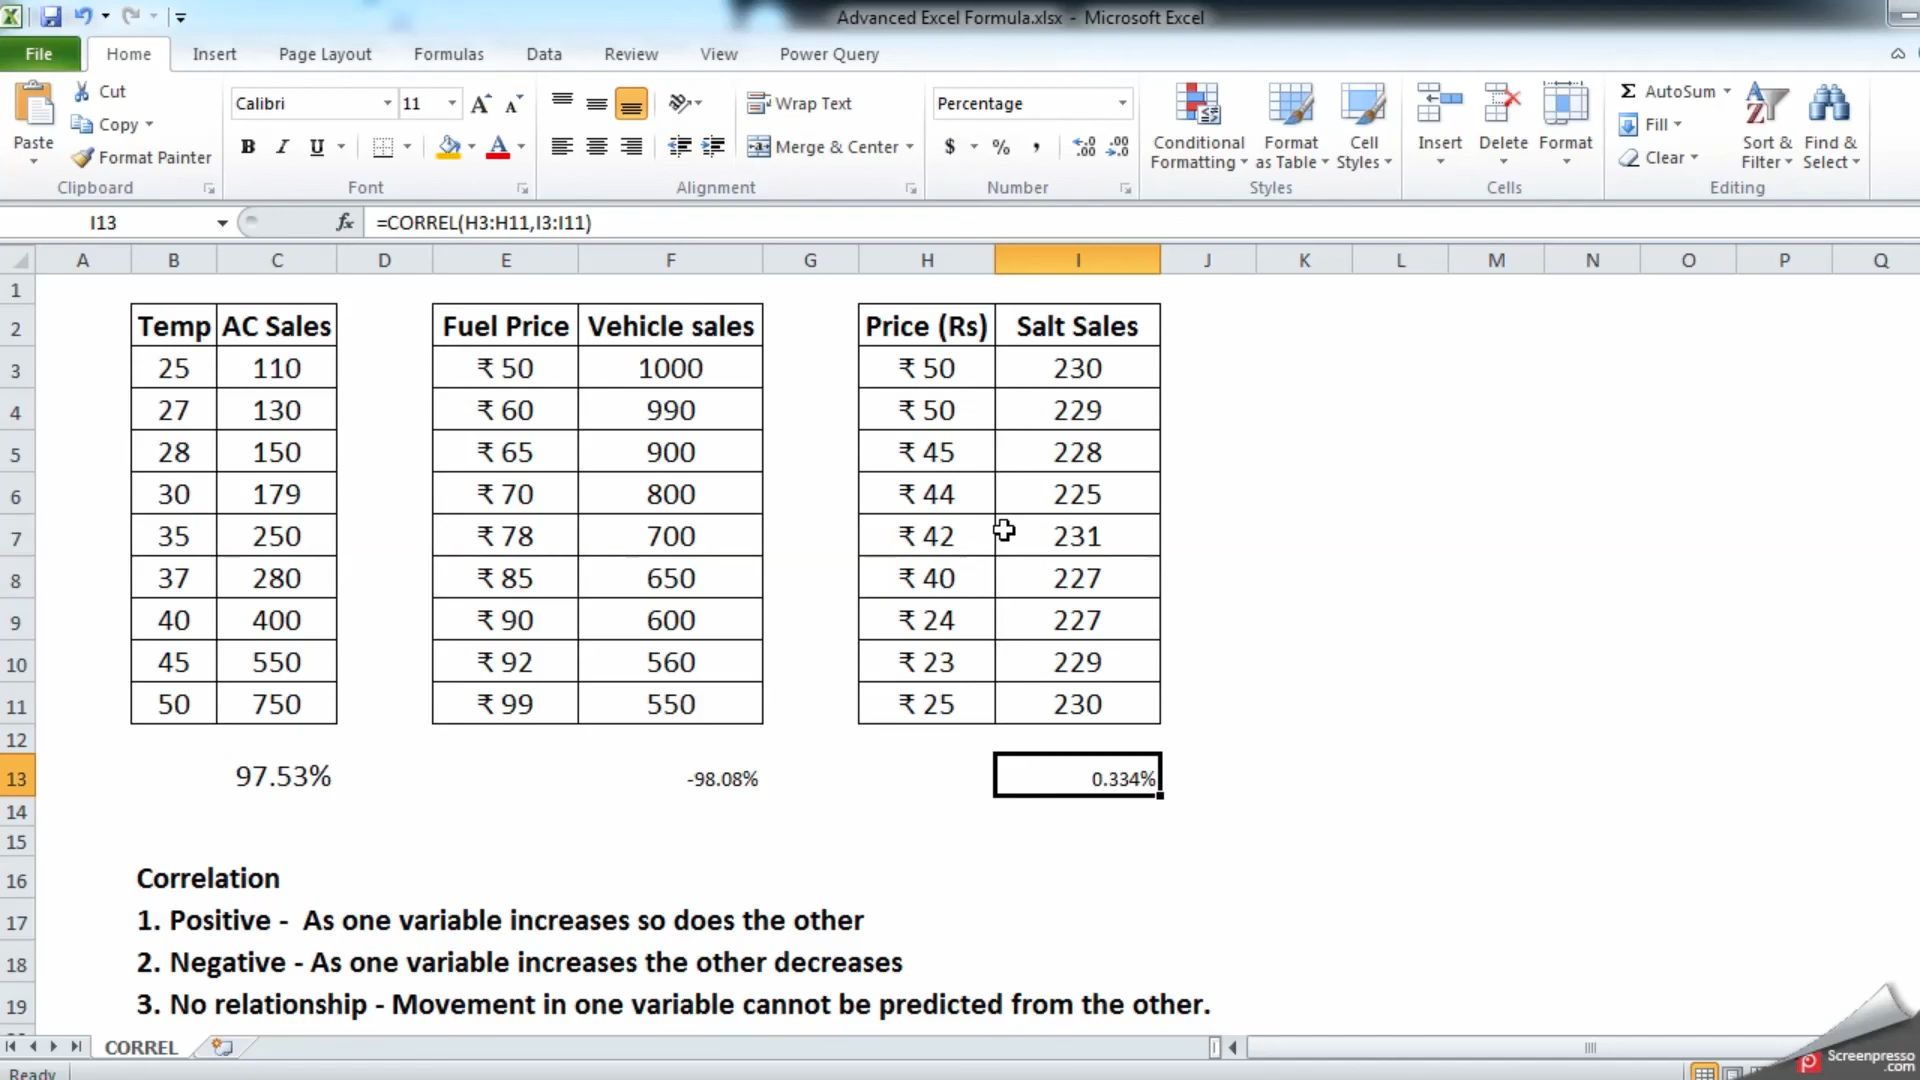 Advanced Excel Formula.xlsx - Microsoft Excel
File Home Insert Page Layout Formulas Data Review View Power Query
Paste Cut Copy Format Painter
Calibri 11
B I U
Wrap Text
Merge & Center
Percentage
$ % ,
Conditional Formatting Format as Table Cell Styles
Insert Delete Format
AutoSum Fill Clear
Sort & Filter Find & Select
Clipboard Font Alignment Number Styles Cells Editing
I13 fx =CORREL(H3:H11,I3:I11)
A B C D E F G H I J K L M N O P Q
1
2 Temp AC Sales Fuel Price Vehicle sales Price (Rs) Salt Sales
3 25 110 ₹ 50 1000 ₹ 50 230
4 27 130 ₹ 60 990 ₹ 50 229
5 28 150 ₹ 65 900 ₹ 45 228
6 30 179 ₹ 70 800 ₹ 44 225
7 35 250 ₹ 78 700 ₹ 42 231
8 37 280 ₹ 85 650 ₹ 40 227
9 40 400 ₹ 90 600 ₹ 24 227
10 45 550 ₹ 92 560 ₹ 23 229
11 50 750 ₹ 99 550 ₹ 25 230
12
13 97.53% -98.08% 0.334%
14
15
16 Correlation
17 1. Positive - As one variable increases so does the other
18 2. Negative - As one variable increases the other decreases
19 3. No relationship - Movement in one variable cannot be predicted from the other.
CORREL
Ready
Screenpresso
.com